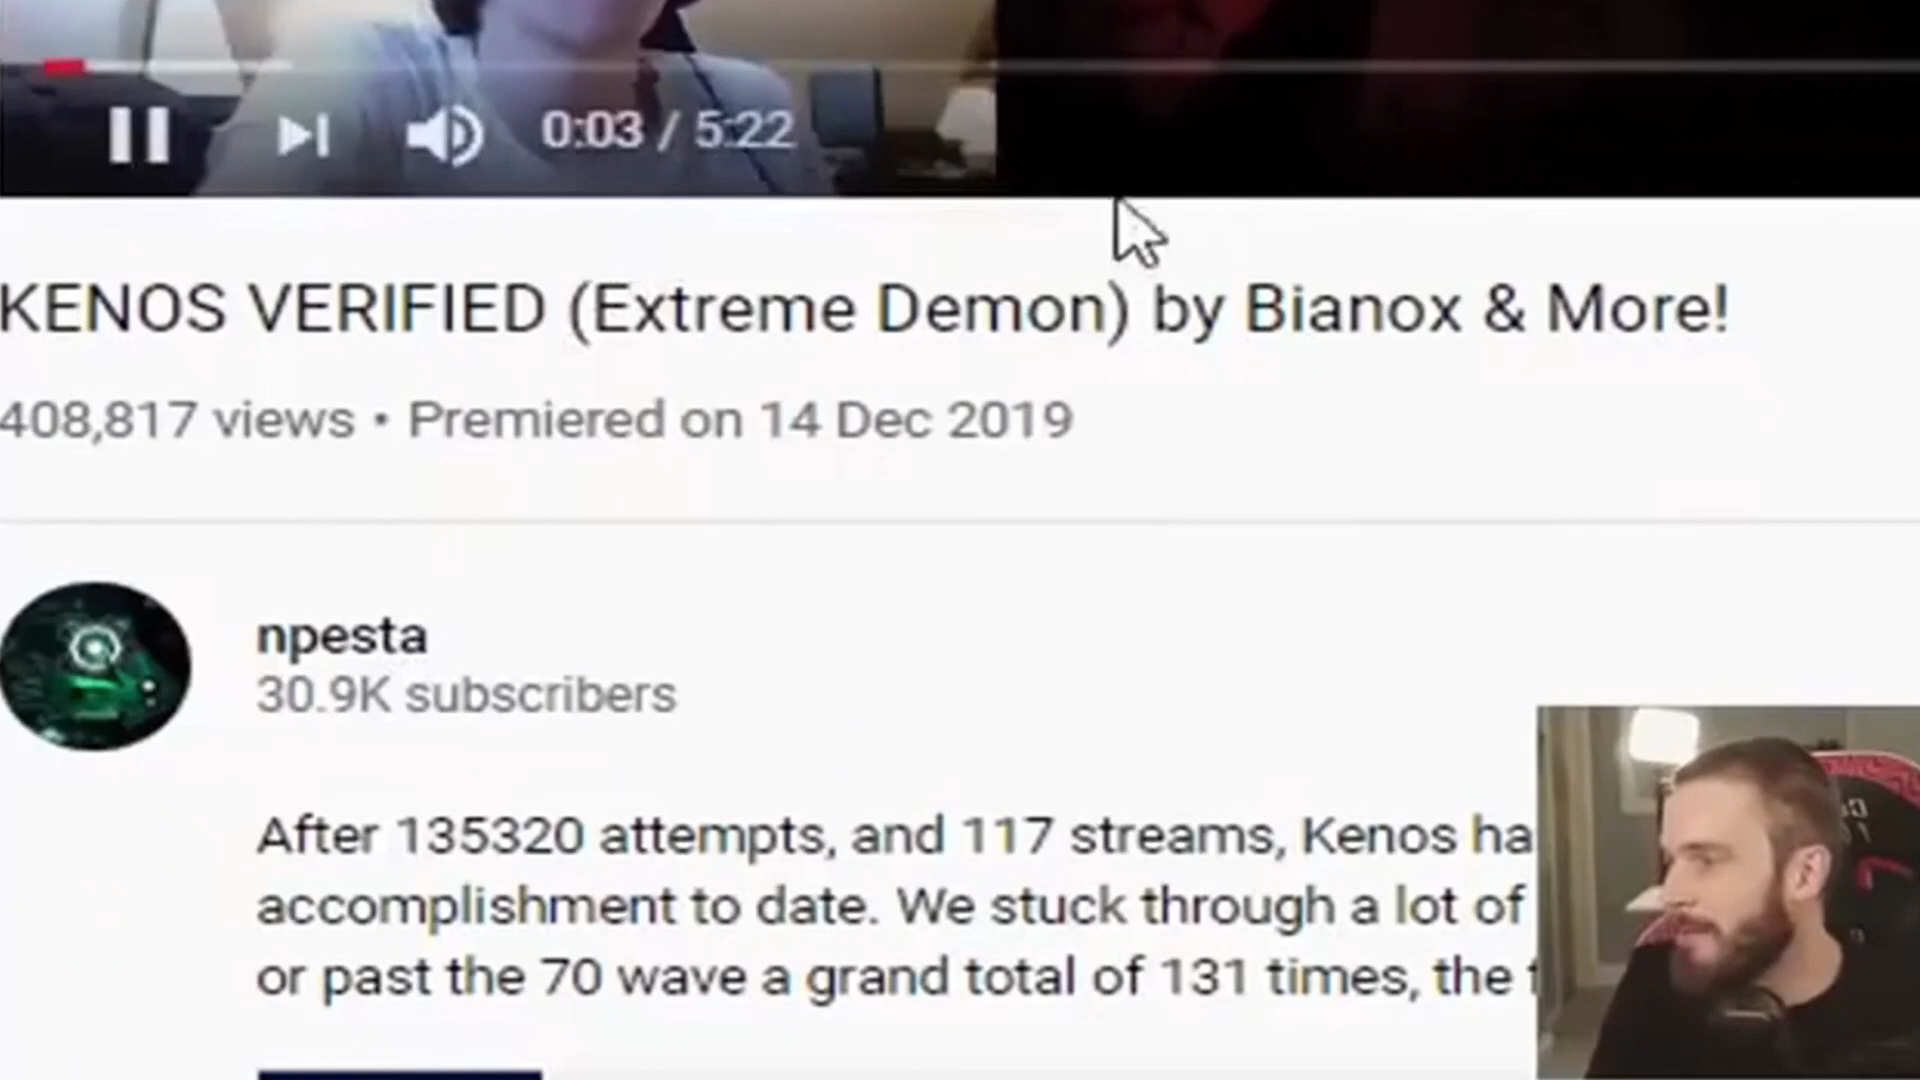 0:03 / 5:22
KENOS VERIFIED (Extreme Demon) by Bianox & More!
408,817 views • Premiered on 14 Dec 2019
npesta
30.9K subscribers
After 135320 attempts, and 117 streams, Kenos ha
accomplishment to date. We stuck through a lot of
or past the 70 wave a grand total of 131 times, the